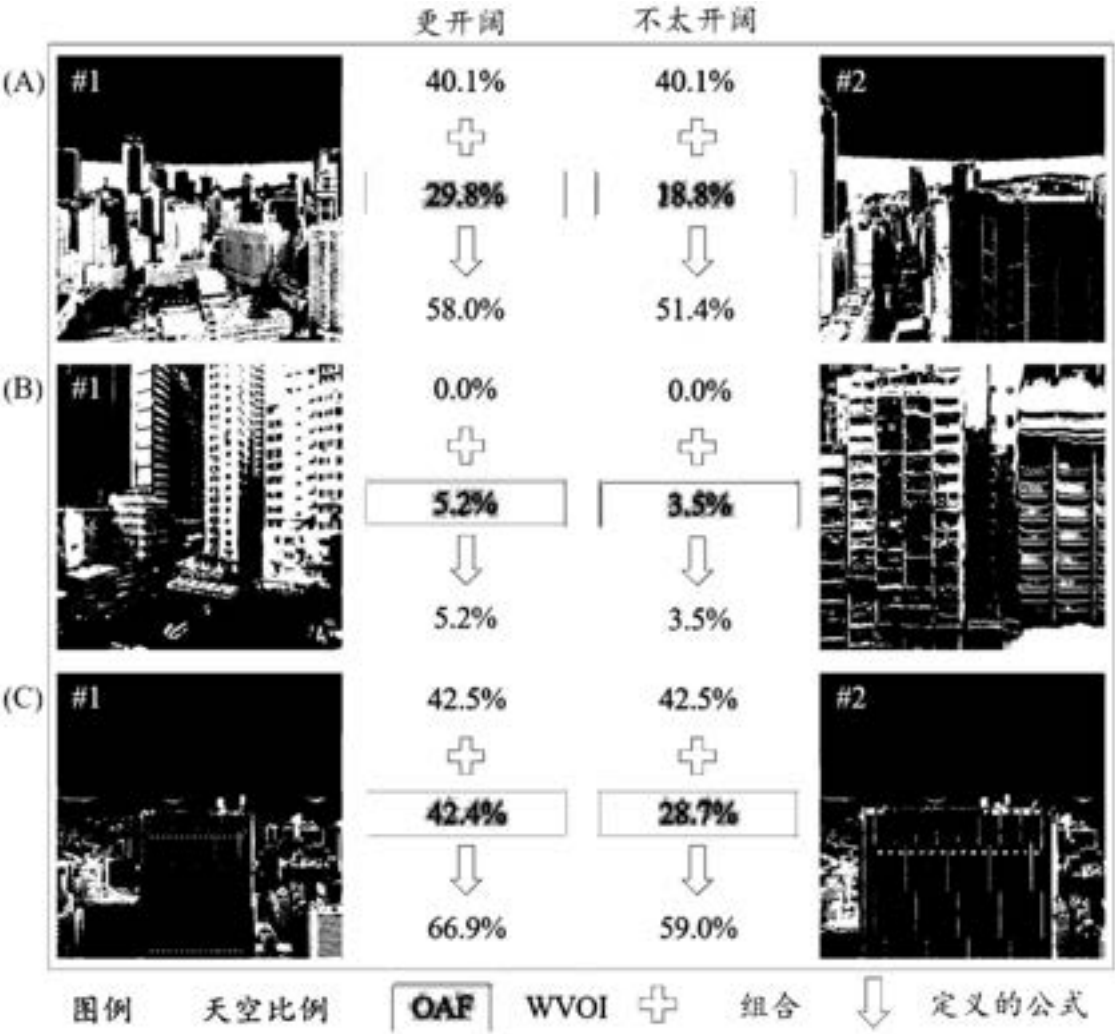 更开阔 不太开阔
(A) #1 40.1% 40.1% #2
29.8% 18.8%
58.0% 51.4%
(B) #1 0.0% 0.0%
5.2% 3.5%
5.2% 3.5%
(C) #1 42.5% 42.5% #2
42.4% 28.7%
66.9% 59.0%
图例 天空比例 OAF WVOI 组合 定义的公式